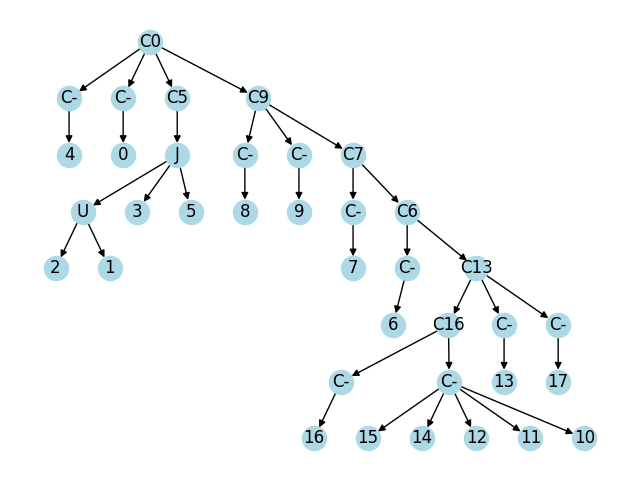 C0
C- C- C5 C9
4 0 J C- C- C7
U 3 5 8 9 C- C6
2 1 7 C- C13
6 C16 C- C-
C- C- 13 17
16 15 14 12 11 10